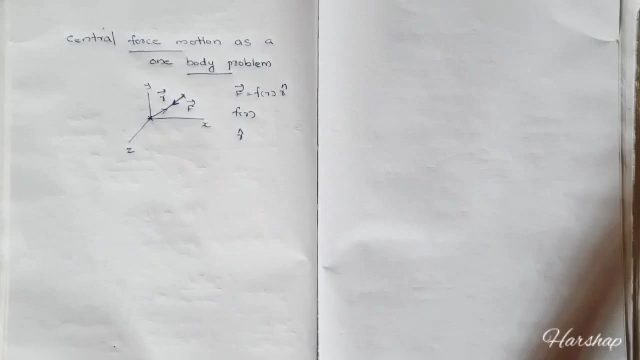 Central force motion as a
one body problem
y
r⃗
F⃗
x
z
F⃗ = f(r) r̂
f(r)
r̂
Harshap